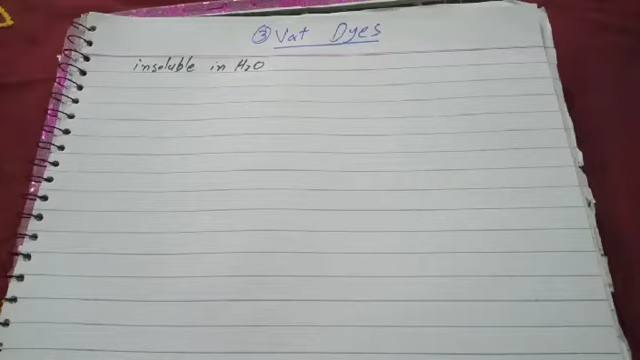 ③ Vat Dyes
insoluble in H₂O